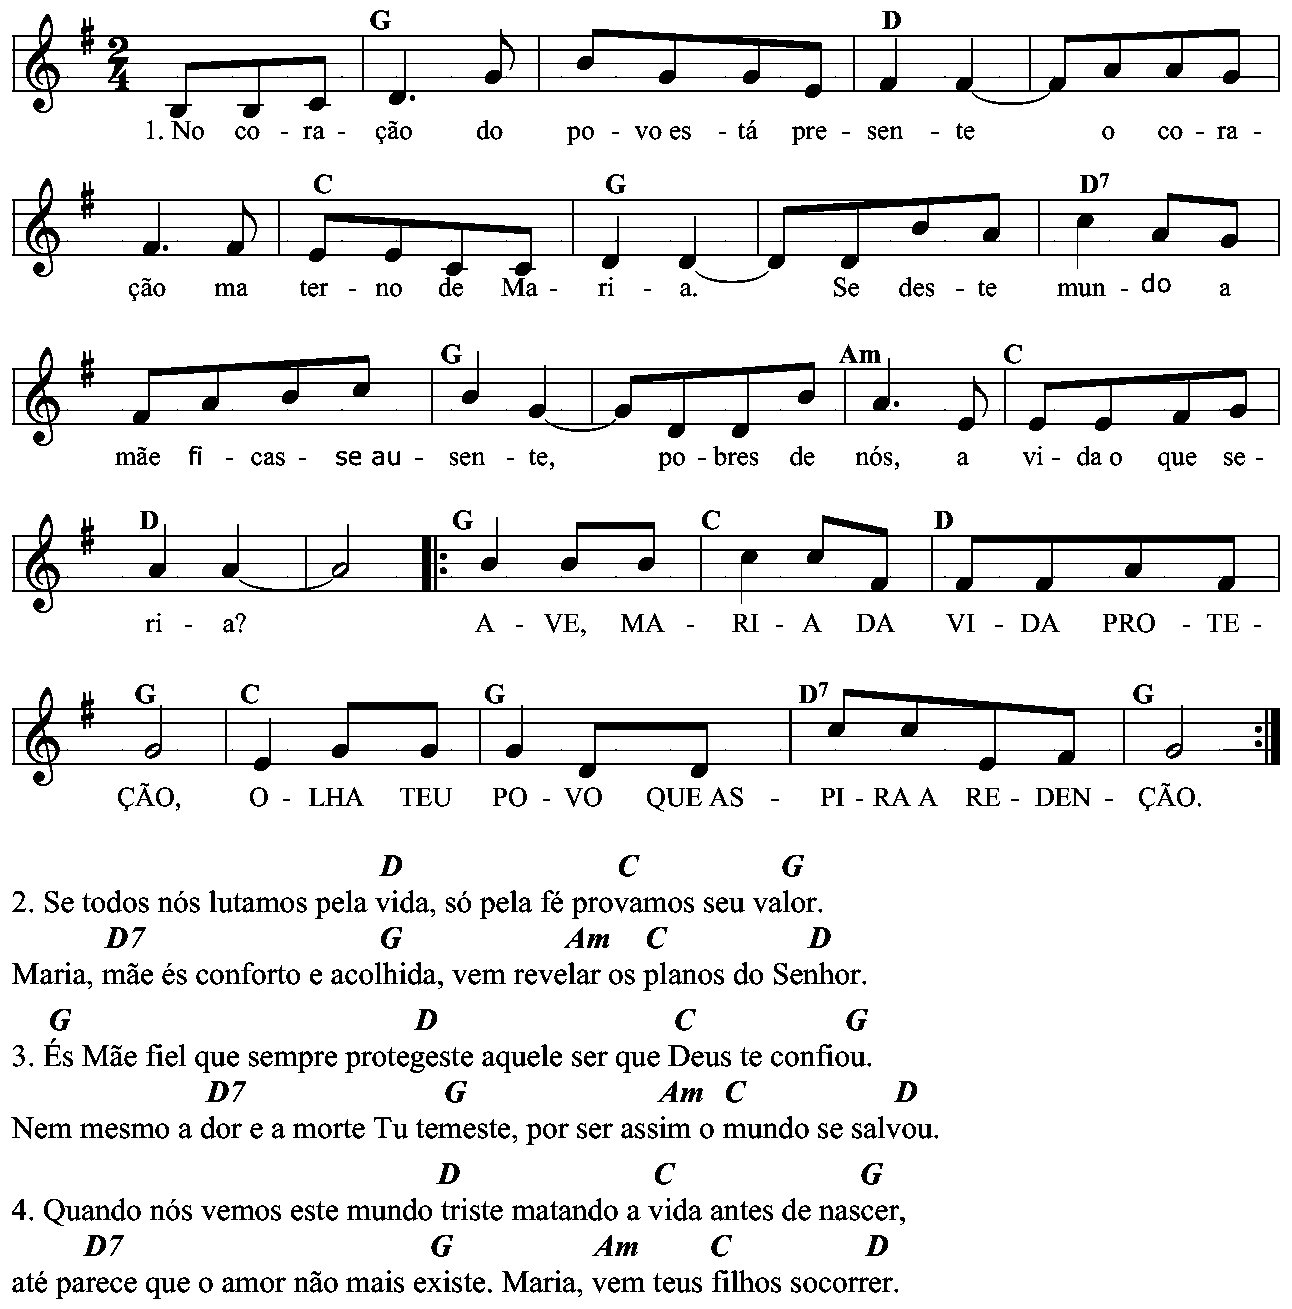 G D
2
4
1. No co - ra - ção do po - vo es - tá pre - sen - te o co - ra -
C G D7
ção ma ter - no de Ma - ri - a. Se des - te mun - do a
G Am C
mãe fi - cas - se au - sen - te, po - bres de nós, a vi - da o que se -
D G C D
ri - a? A - VE, MA - RI - A DA VI - DA PRO - TE -
G C G D7 G
ÇÃO, O - LHA TEU PO - VO QUE AS - PI - RA A RE - DEN - ÇÃO.
D C G
2. Se todos nós lutamos pela vida, só pela fé provamos seu valor.
D7 G Am C D
Maria, mãe és conforto e acolhida, vem revelar os planos do Senhor.
G D C G
3. És Mãe fiel que sempre protegeste aquele ser que Deus te confiou.
D7 G Am C D
Nem mesmo a dor e a morte Tu temeste, por ser assim o mundo se salvou.
D C G
4. Quando nós vemos este mundo triste matando a vida antes de nascer,
D7 G Am C D
até parece que o amor não mais existe. Maria, vem teus filhos socorrer.